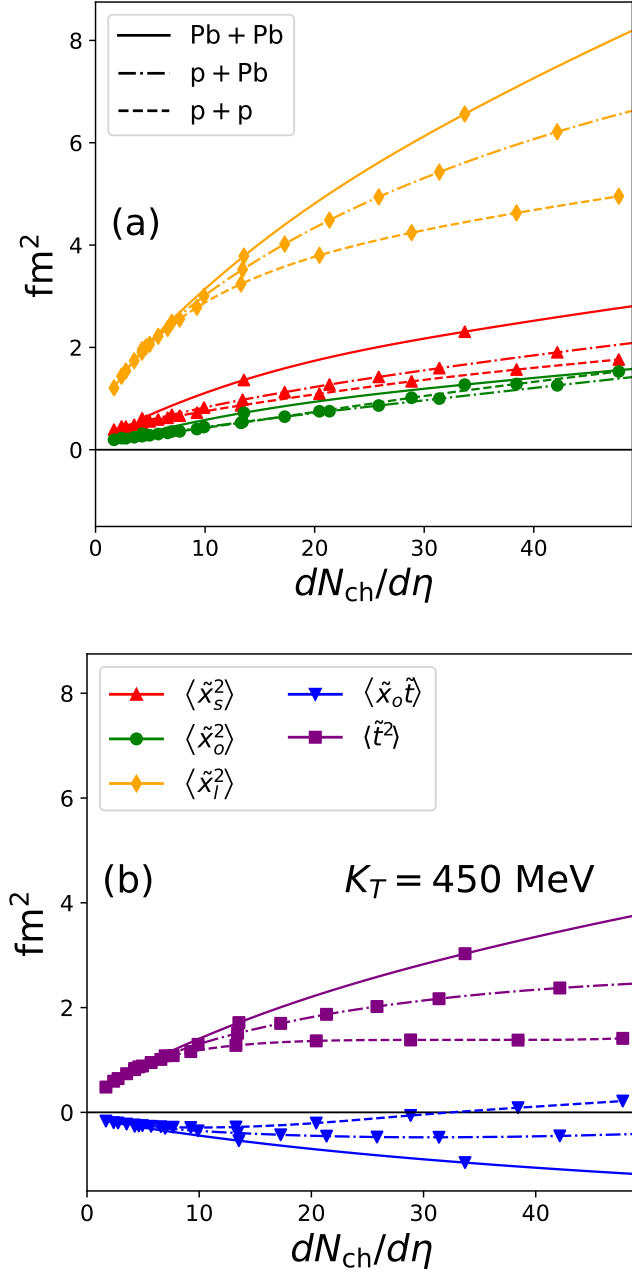 8
Pb + Pb
p + Pb
p + p
6
(a)
4
fm²
2
0
0 10 20 30 40
dN_ch/dη
8
⟨x̃_s²⟩ ⟨x̃_o t̃⟩
⟨x̃_o²⟩ ⟨t̃²⟩
⟨x̃_l²⟩
6
(b) K_T = 450 MeV
4
fm²
2
0
0 10 20 30 40
dN_ch/dη